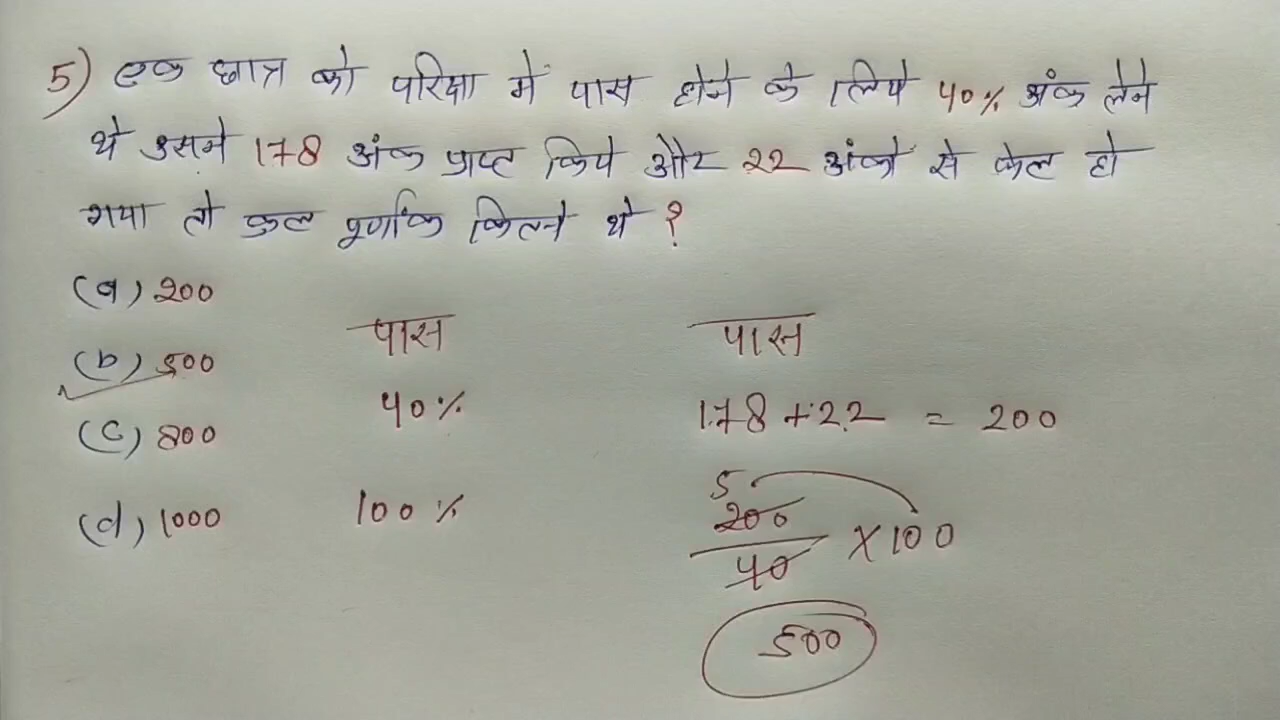 5) एक छात्र को परिक्षा में पास होने के लिये 40% अंक लेने
थे उसने 178 अंक प्राप्त किये और 22 अंको से फेल हो
गया तो कुल पूर्णांक कितने थे ?
(a) 200
(b) 500
(c) 800
(d) 1000
पास
40%
100%
पास
178 + 22 = 200
5
200
40 × 100
500